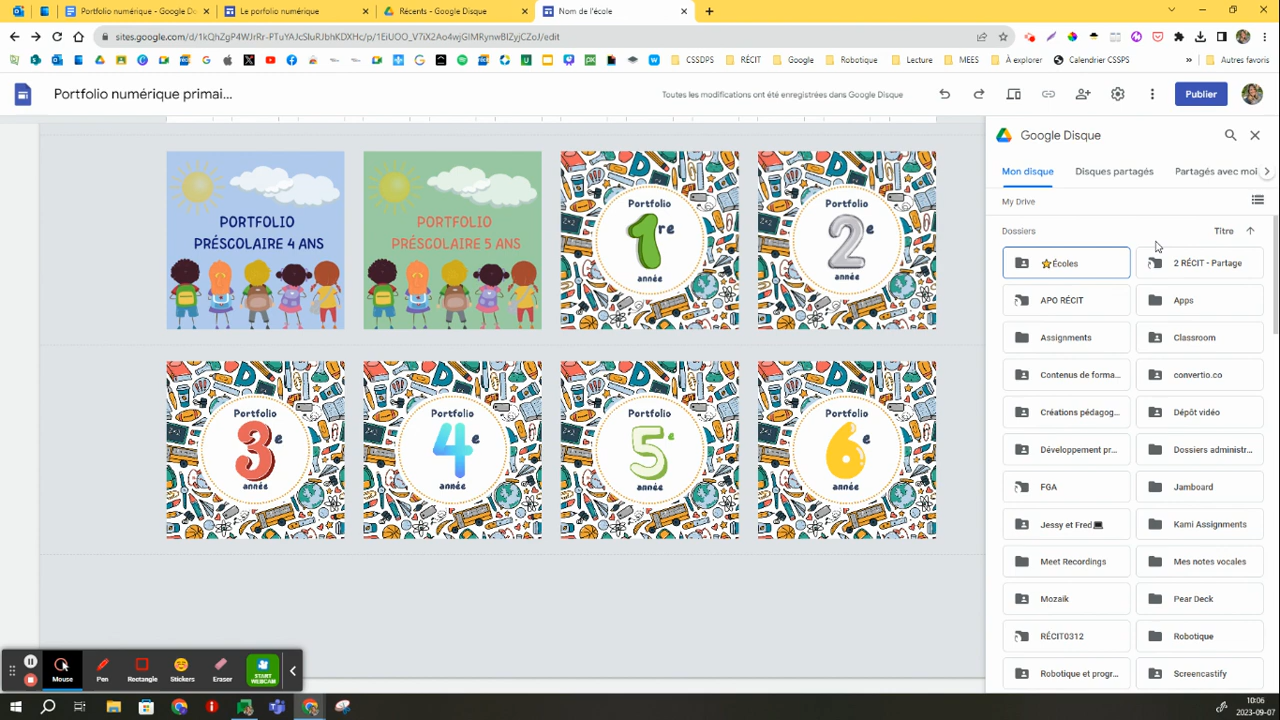 Portfolio numérique - Google Do
Le porfolio numérique
Récents - Google Disque
Nom de l'école
sites.google.com/d/1kQhZgP4WJrRr-PTuYAJcSluRJbhKDXHc/p/1EiUOO_V7iX2Ao4wjGlMRynwBIZyjCZoJ/edit
CSSDPS
RÉCIT
Google
Robotique
Lecture
MEES
À explorer
Calendrier CSSPS
Autres favoris
Portfolio numérique primai...
Toutes les modifications ont été enregistrées dans Google Disque
Publier
PORTFOLIO
PRÉSCOLAIRE 4 ANS
PORTFOLIO
PRÉSCOLAIRE 5 ANS
Portfolio
1re
année
Portfolio
2e
année
Portfolio
3e
année
Portfolio
4e
année
Portfolio
5e
année
Portfolio
6e
année
Google Disque
Mon disque
Disques partagés
Partagés avec moi
My Drive
Dossiers
Titre
⭐Écoles
2 RÉCIT - Partage
APO RÉCIT
Apps
Assignments
Classroom
Contenus de forma...
convertio.co
Créations pédagog...
Dépôt vidéo
Développement pr...
Dossiers administr...
FGA
Jamboard
Jessy et Fred💻
Kami Assignments
Meet Recordings
Mes notes vocales
Mozaik
Pear Deck
RÉCIT0312
Robotique
Robotique et progr...
Screencastify
Mouse
Pen
Rectangle
Stickers
Eraser
START
WEBCAM
10:06
2023-09-07